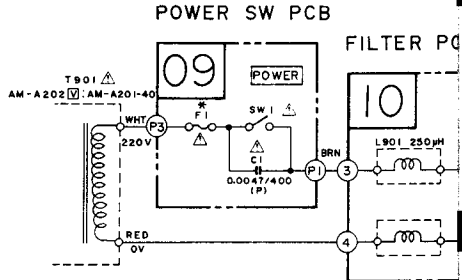 POWER SW PCB
FILTER PC
09
POWER
10
T901
AM-A202 V : AM-A201-40
WHT
220V
P3
*
F1
SW1
C1
0.0047/400
(P)
P1
BRN
3
L901 250μH
RED
0V
4